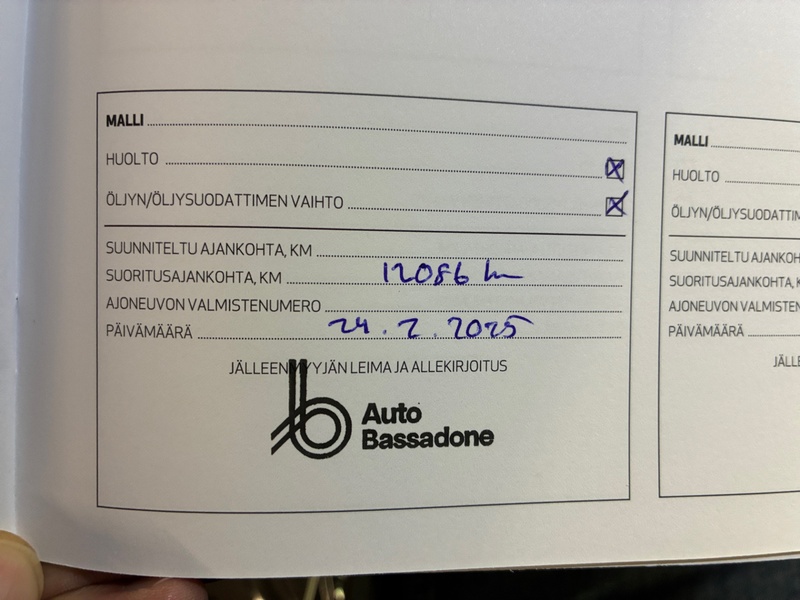 MALLI
HUOLTO
ÖLJYN/ÖLJYSUODATTIMEN VAIHTO
SUUNNITELTU AJANKOHTA, KM
SUORITUSAJANKOHTA, KM 12086 km
AJONEUVON VALMISTENUMERO
PÄIVÄMÄÄRÄ 24.2.2025
JÄLLEENMYYJÄN LEIMA JA ALLEKIRJOITUS
Auto
Bassadone
MALLI
HUOLTO
ÖLJYN/ÖLJYSUODATTIM
SUUNNITELTU AJANKOH
SUORITUSAJANKOHTA, K
AJONEUVON VALMISTEN
PÄIVÄMÄÄRÄ
JÄLLE